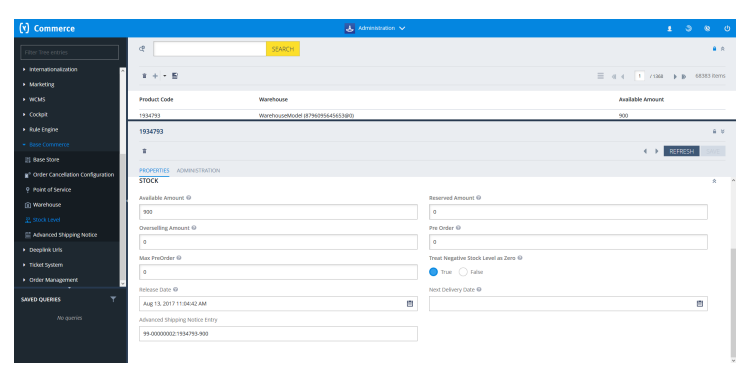 (y) Commerce
Administration
Filter Tree entries
Internationalization
Marketing
WCMS
Cockpit
Rule Engine
Base Commerce
Base Store
Order Cancellation Configuration
Point of Service
Warehouse
Stock Level
Advanced Shipping Notice
Deeplink Urls
Ticket System
Order Management
SAVED QUERIES
No queries
SEARCH
1 / 1368 68383 items
Product Code Warehouse Available Amount
1934793 WarehouseModel (8796095645653@0) 900
1934793
REFRESH
PROPERTIES ADMINISTRATION
STOCK
Available Amount Reserved Amount
900 0
Overselling Amount Pre Order
0 0
Max PreOrder Treat Negative Stock Level as Zero
0 True False
Release Date Next Delivery Date
Aug 13, 2017 11:04:42 AM
Advanced Shipping Notice Entry
99-00000002:1934793-900